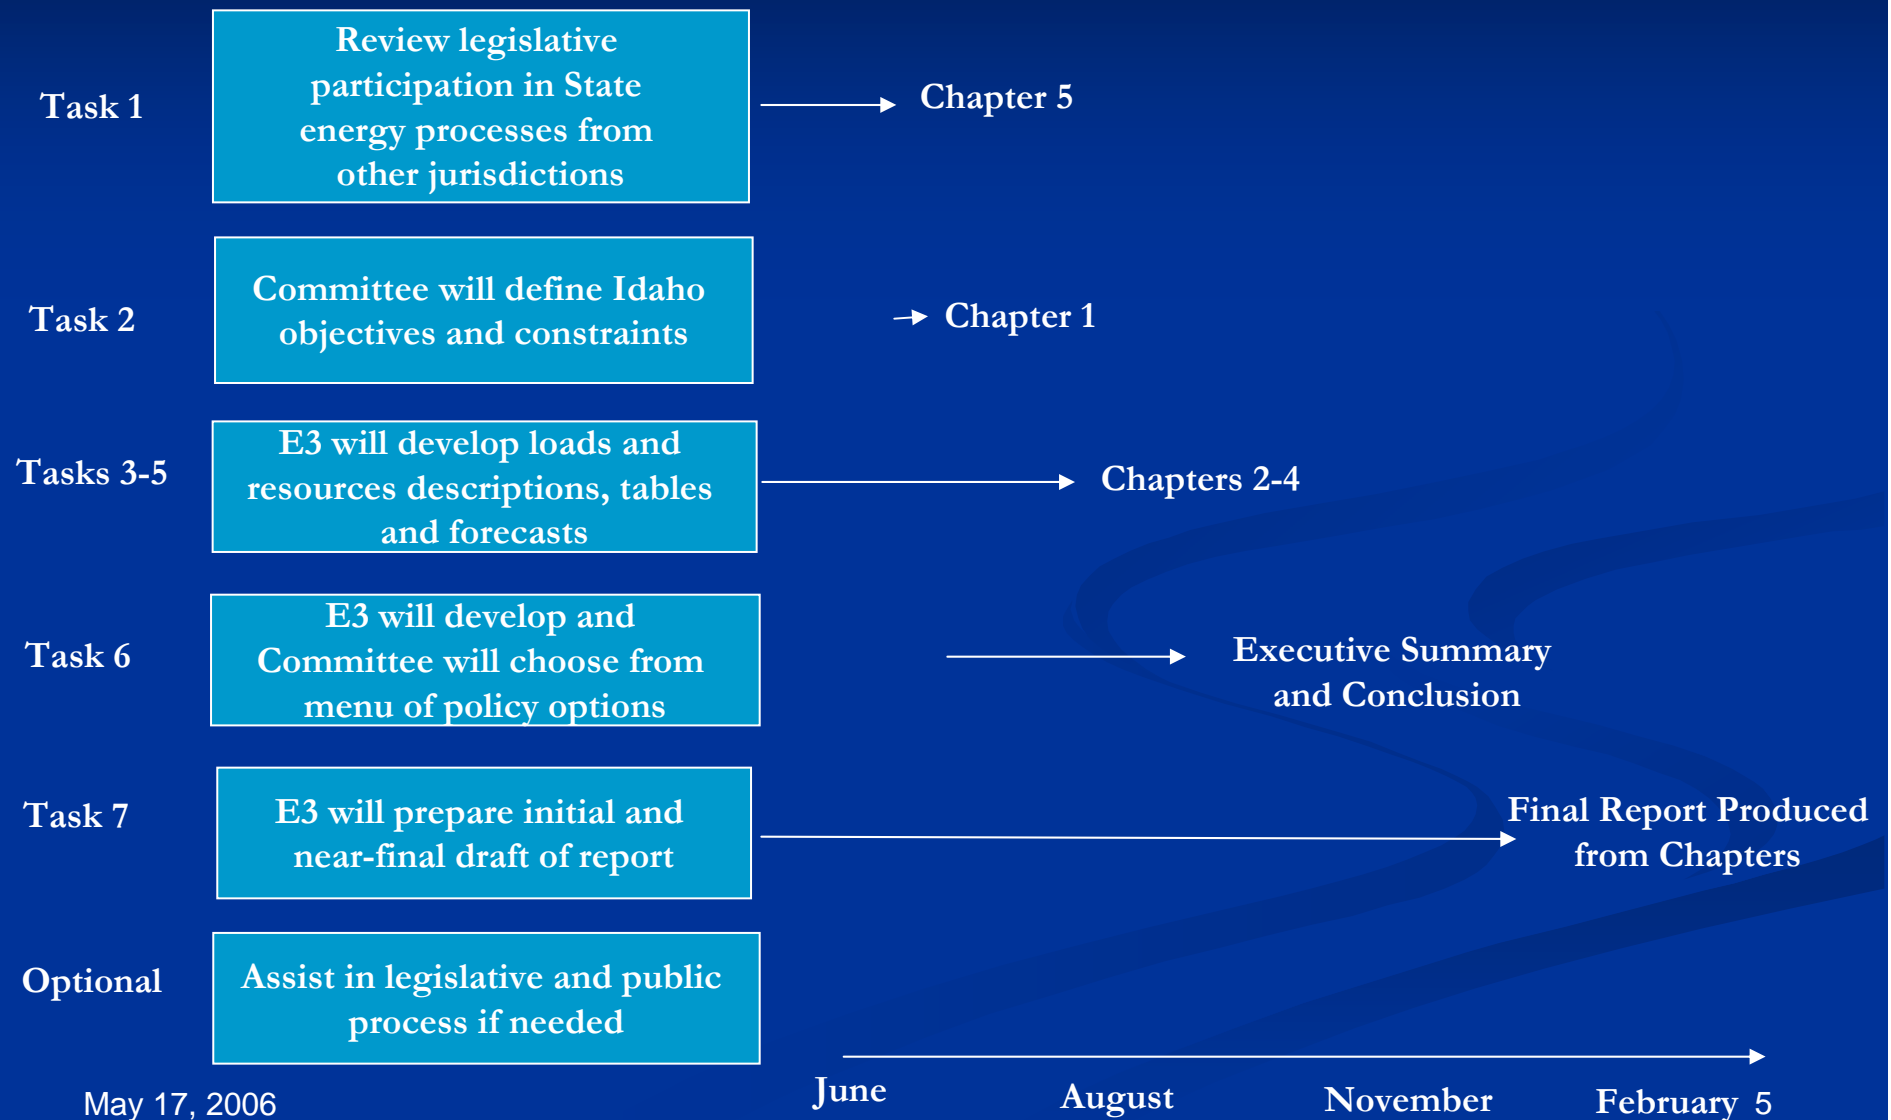 Task 1
Review legislative
participation in State
energy processes from
other jurisdictions
Chapter 5
Task 2
Committee will define Idaho
objectives and constraints
Chapter 1
Tasks 3-5
E3 will develop loads and
resources descriptions, tables
and forecasts
Chapters 2-4
Task 6
E3 will develop and
Committee will choose from
menu of policy options
Executive Summary
and Conclusion
Task 7
E3 will prepare initial and
near-final draft of report
Final Report Produced
from Chapters
Optional
Assist in legislative and public
process if needed
June
August
November
February
May 17, 2006
5